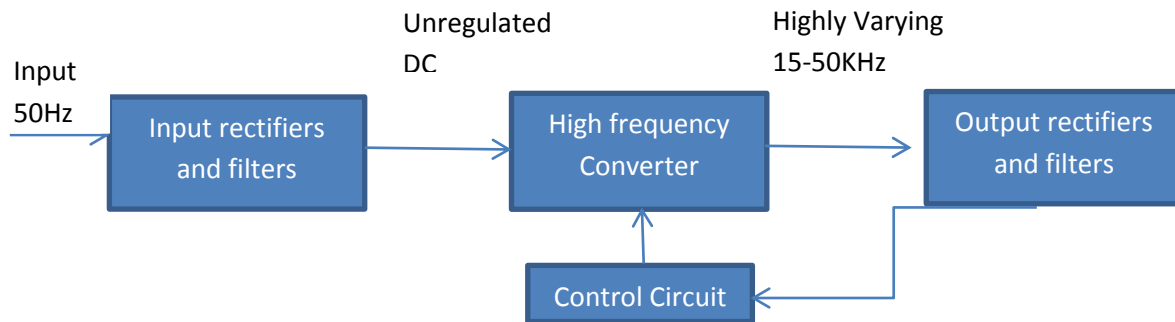 Input
50Hz
Input rectifiers
and filters
Unregulated
DC
High frequency
Converter
Highly Varying
15-50KHz
Output rectifiers
and filters
Control Circuit